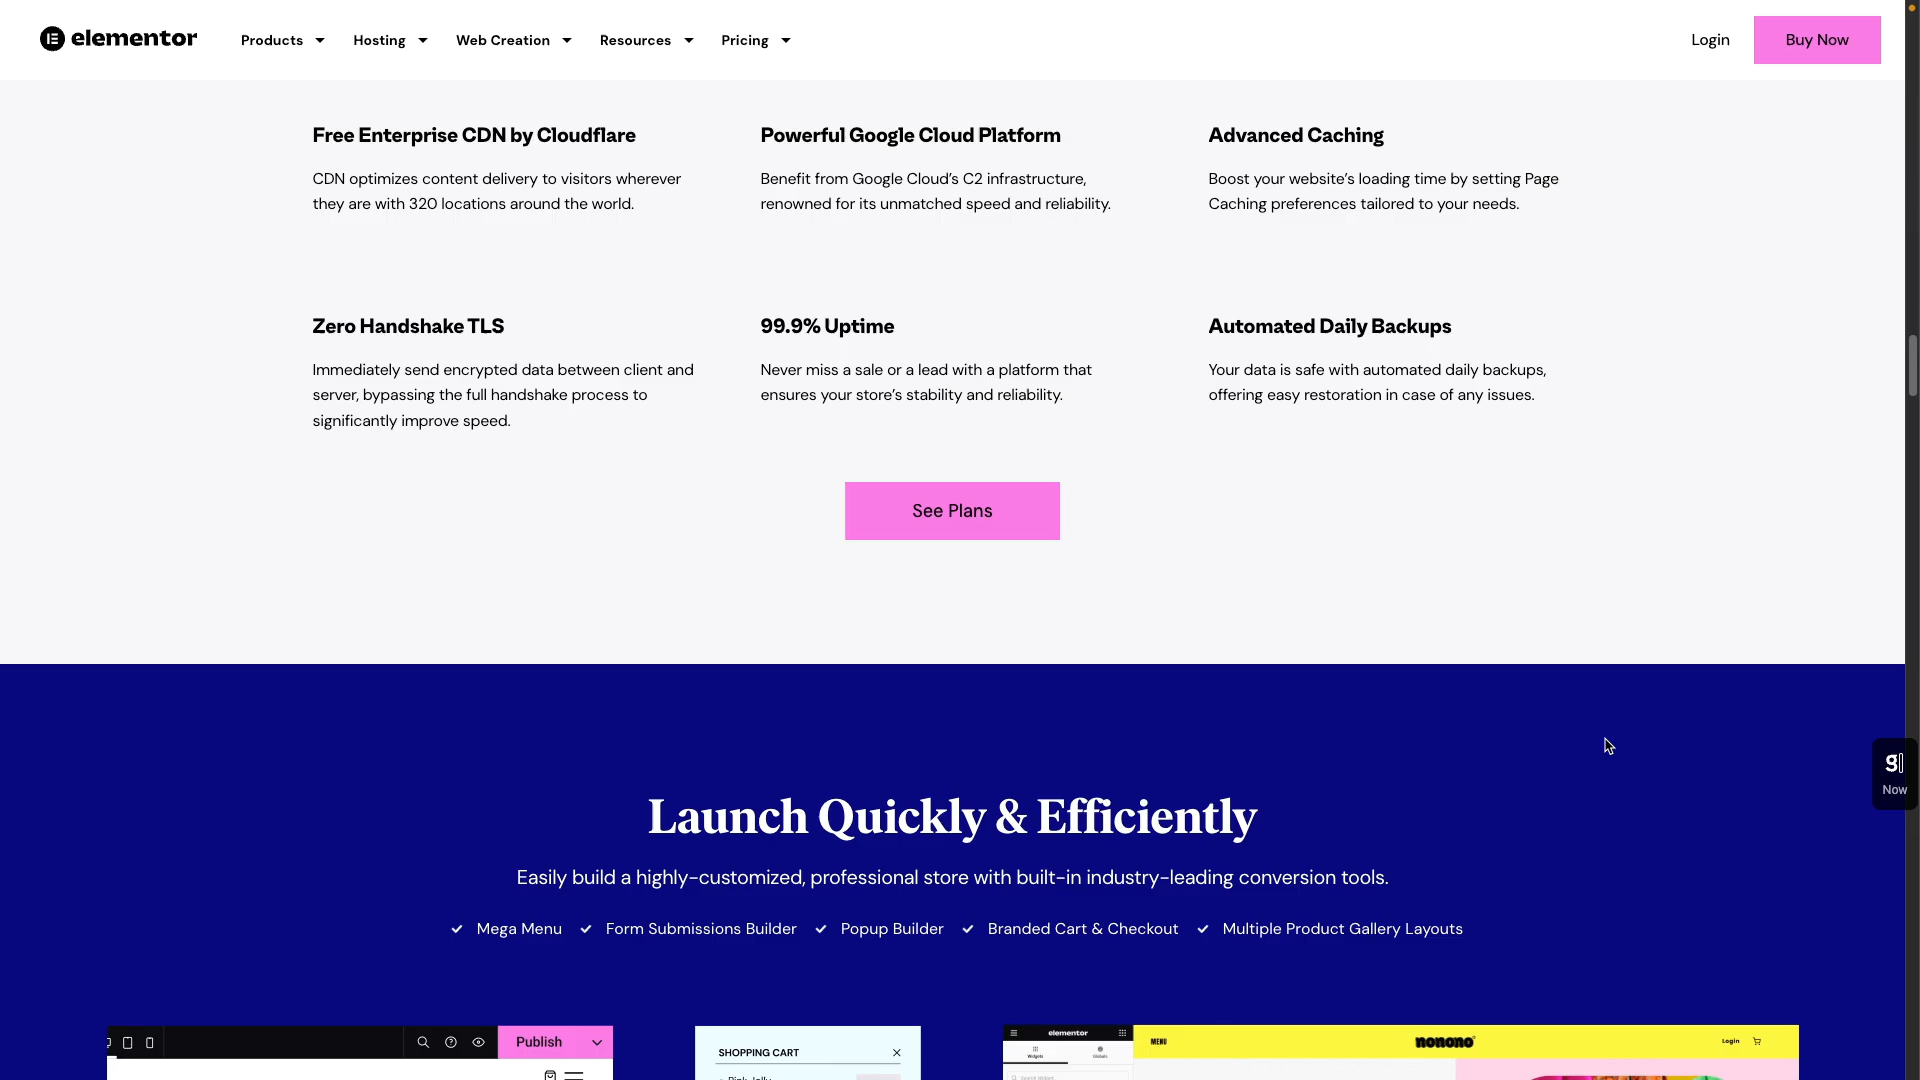 elementor
Products
Hosting
Web Creation
Resources
Pricing
Login
Buy Now
Free Enterprise CDN by Cloudflare
CDN optimizes content delivery to visitors wherever
they are with 320 locations around the world.
Powerful Google Cloud Platform
Benefit from Google Cloud’s C2 infrastructure,
renowned for its unmatched speed and reliability.
Advanced Caching
Boost your website’s loading time by setting Page
Caching preferences tailored to your needs.
Zero Handshake TLS
Immediately send encrypted data between client and
server, bypassing the full handshake process to
significantly improve speed.
99.9% Uptime
Never miss a sale or a lead with a platform that
ensures your store’s stability and reliability.
Automated Daily Backups
Your data is safe with automated daily backups,
offering easy restoration in case of any issues.
See Plans
Now
Launch Quickly & Efficiently
Easily build a highly-customized, professional store with built-in industry-leading conversion tools.
Mega Menu
Form Submissions Builder
Popup Builder
Branded Cart & Checkout
Multiple Product Gallery Layouts
Publish
SHOPPING CART
Pink Jelly
elementor
Widgets
Globals
Search Widget...
MENU
nonono
Login